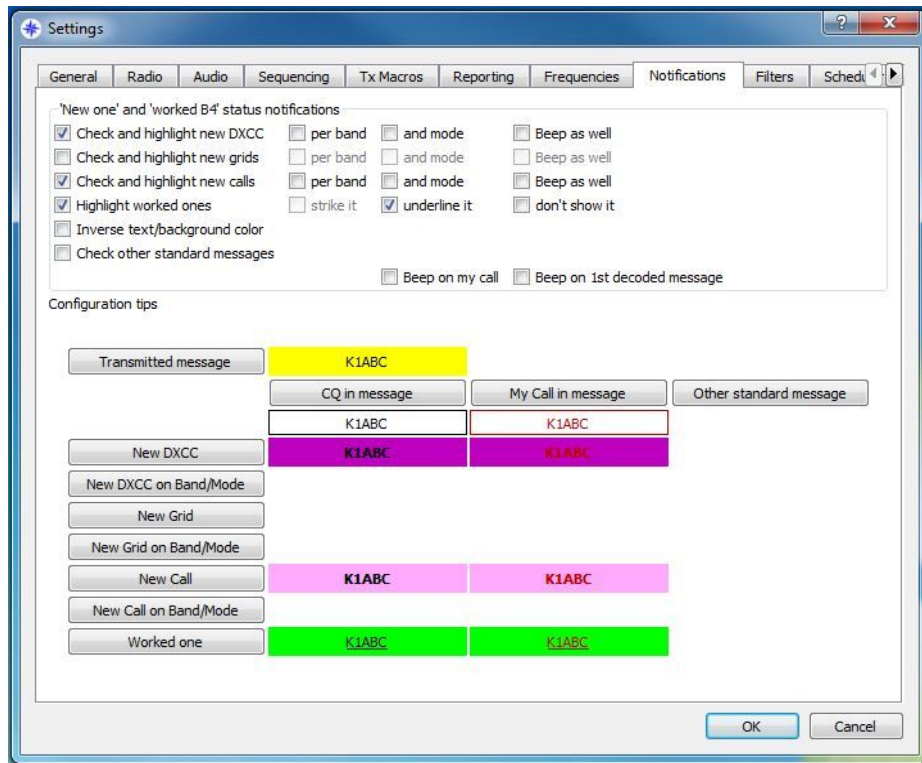 Settings
General Radio Audio Sequencing Tx Macros Reporting Frequencies Notifications Filters
'New one' and 'worked B4' status notifications
Check and highlight new DXCC per band and mode Beep as well
Check and highlight new grids per band and mode Beep as well
Check and highlight new calls per band and mode Beep as well
Highlight worked ones strike it underline it don't show it
Inverse text/background color
Check other standard messages
Beep on my call Beep on 1st decoded message
Configuration tips
Transmitted message K1ABC
CQ in message My Call in message Other standard message
K1ABC K1ABC
New DXCC K1ABC K1ABC
New DXCC on Band/Mode
New Grid
New Grid on Band/Mode
New Call K1ABC K1ABC
New Call on Band/Mode
Worked one K1ABC K1ABC
OK Cancel